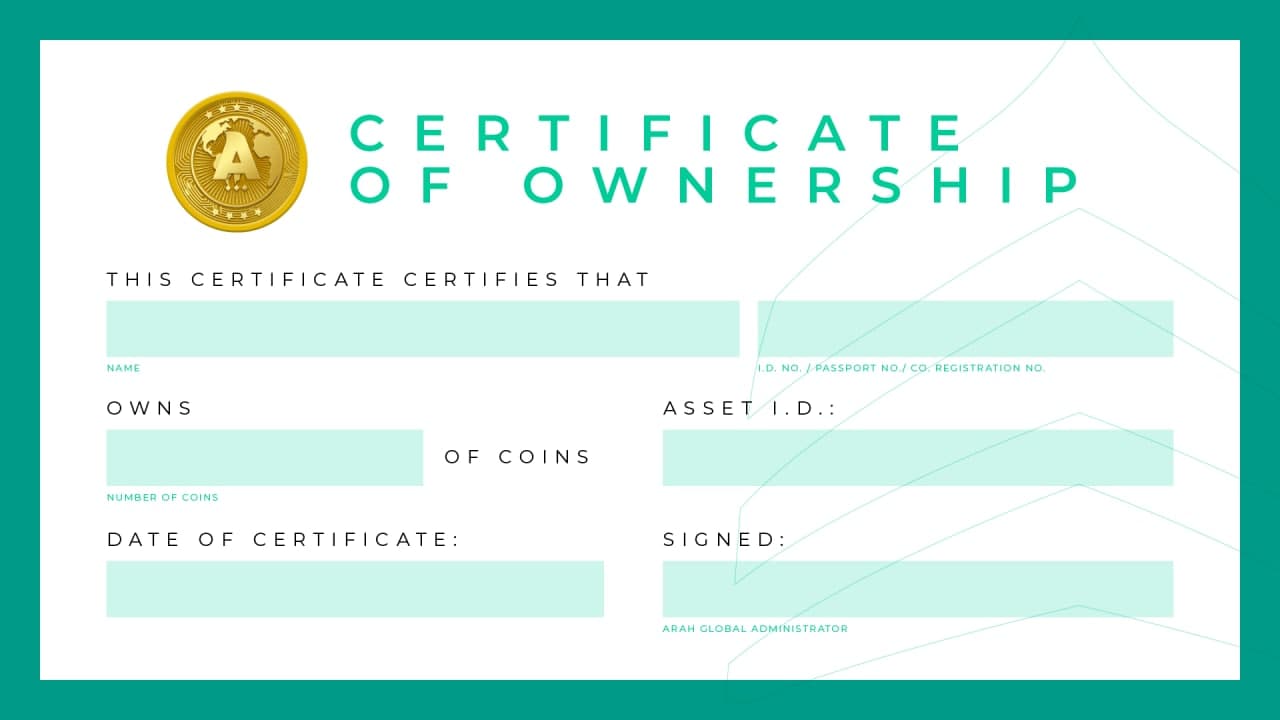 A
CERTIFICATE
OF OWNERSHIP
THIS CERTIFICATE CERTIFIES THAT
NAME
I.D. NO. / PASSPORT NO./ CO. REGISTRATION NO.
OWNS
OF COINS
NUMBER OF COINS
ASSET I.D.:
DATE OF CERTIFICATE:
SIGNED:
ARAH GLOBAL ADMINISTRATOR